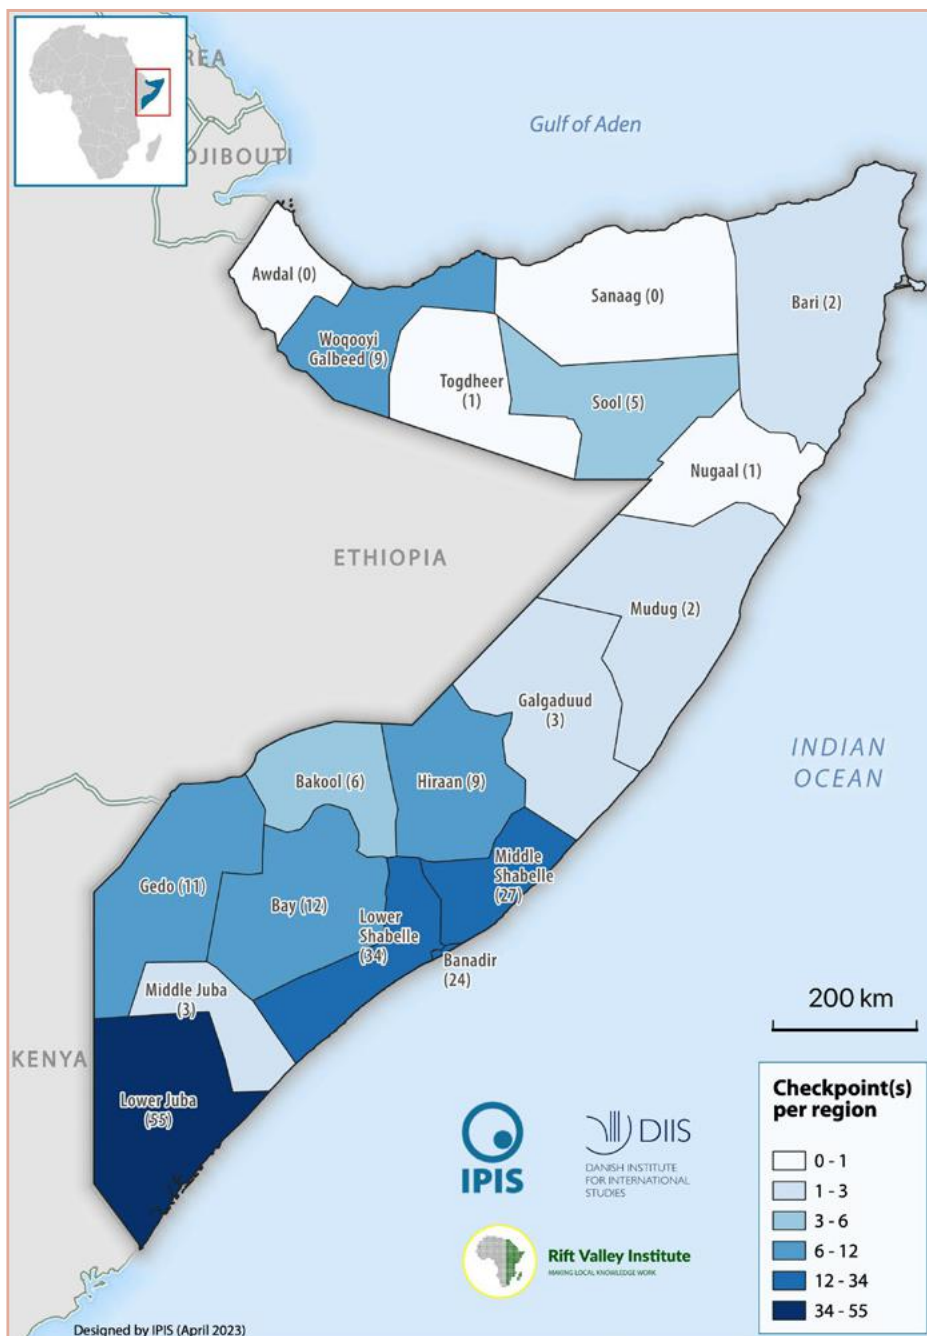 REA
DJIBOUTI
Gulf of Aden
Awdal (0)
Sanaag (0)
Bari (2)
Woqooyi
Galbeed (9)
Togdheer
(1)
Sool (5)
Nugaal (1)
ETHIOPIA
Mudug (2)
Galgaduud
(3)
INDIAN
OCEAN
Bakool (6)
Hiraan (9)
Middle
Shabelle
(27)
Gedo (11)
Bay (12)
Lower
Shabelle
(34)
Banadir
(24)
Middle Juba
(3)
200 km
KENYA
Lower Juba
(55)
Checkpoint(s)
per region
0 - 1
1 - 3
3 - 6
6 - 12
12 - 34
34 - 55
IPIS
DIIS
DANISH INSTITUTE
FOR INTERNATIONAL
STUDIES
Rift Valley Institute
MAKING LOCAL KNOWLEDGE WORK
Designed by IPIS (April 2023)